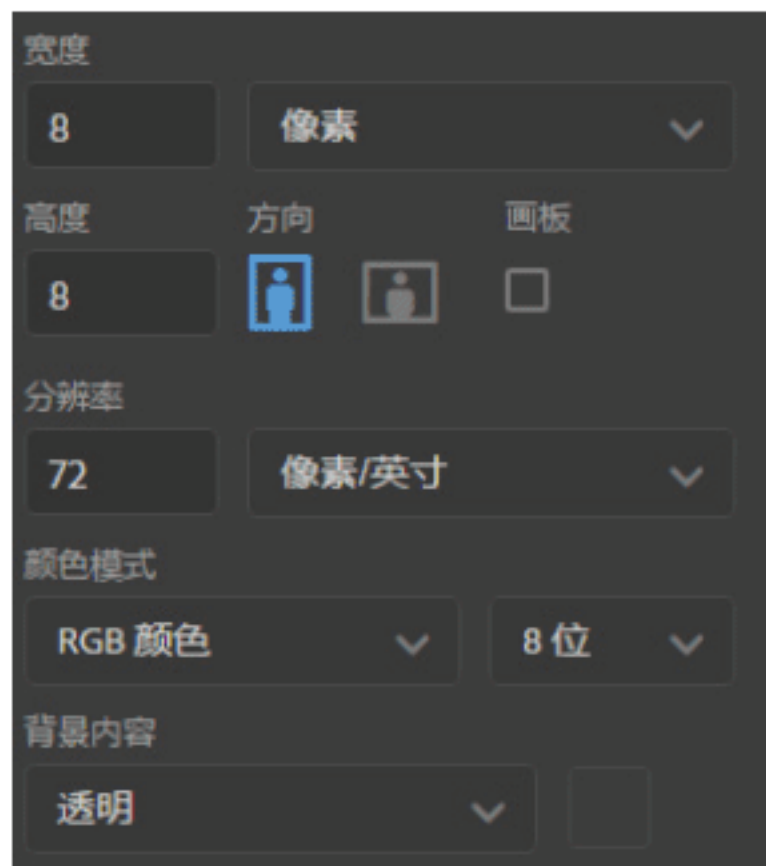 宽度
8 像素
高度 方向 画板
8
分辨率
72 像素/英寸
颜色模式
RGB 颜色 8 位
背景内容
透明